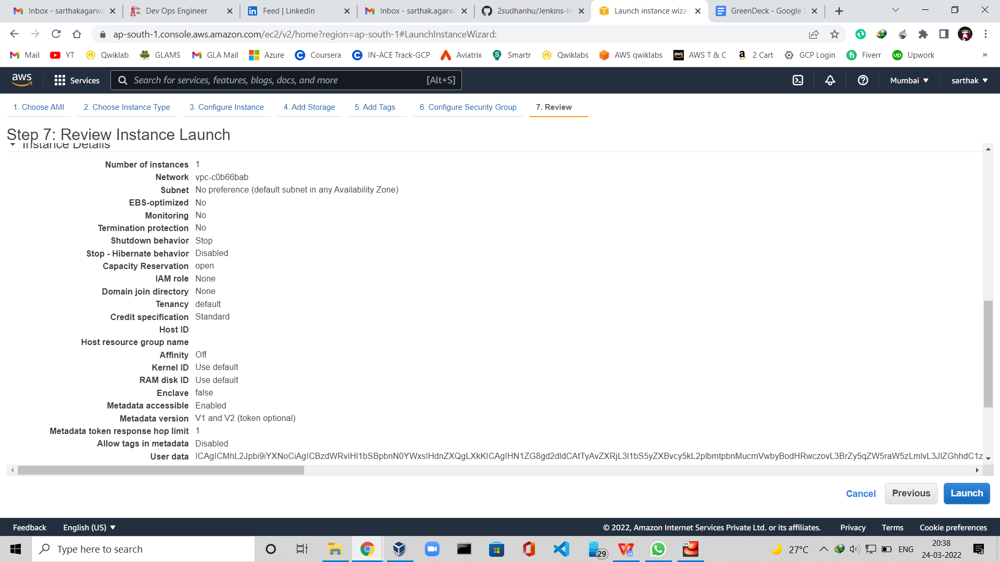 Inbox - sarthakagarwa
Dev Ops Engineer
Feed | LinkedIn
Inbox - sarthak.agarwa
2sudhanhu/Jenkins-In
Launch instance wizar
GreenDeck - Google D
ap-south-1.console.aws.amazon.com/ec2/v2/home?region=ap-south-1#LaunchInstanceWizard:
Mail
YT
Qwiklab
GLAMS
GLA Mail
Azure
Coursera
IN-ACE Track-GCP
Aviatrix
Smartr
Qwiklabs
AWS qwiklabs
AWS T & C
2 Cart
GCP Login
Fiverr
Upwork
»
aws
Services
Search for services, features, blogs, docs, and more
[Alt+S]
Mumbai
sarthak
1. Choose AMI
2. Choose Instance Type
3. Configure Instance
4. Add Storage
5. Add Tags
6. Configure Security Group
7. Review
Step 7: Review Instance Launch
Instance Details
Number of instances 1
Network vpc-c0b66bab
Subnet No preference (default subnet in any Availability Zone)
EBS-optimized No
Monitoring No
Termination protection No
Shutdown behavior Stop
Stop - Hibernate behavior Disabled
Capacity Reservation open
IAM role None
Domain join directory None
Tenancy default
Credit specification Standard
Host ID
Host resource group name
Affinity Off
Kernel ID Use default
RAM disk ID Use default
Enclave false
Metadata accessible Enabled
Metadata version V1 and V2 (token optional)
Metadata token response hop limit 1
Allow tags in metadata Disabled
User data
Cancel
Previous
Launch
Feedback
English (US)
© 2022, Amazon Internet Services Private Ltd. or its affiliates.
Privacy
Terms
Cookie preferences
Type here to search
29
64
27°C
ENG
20:38
24-03-2022